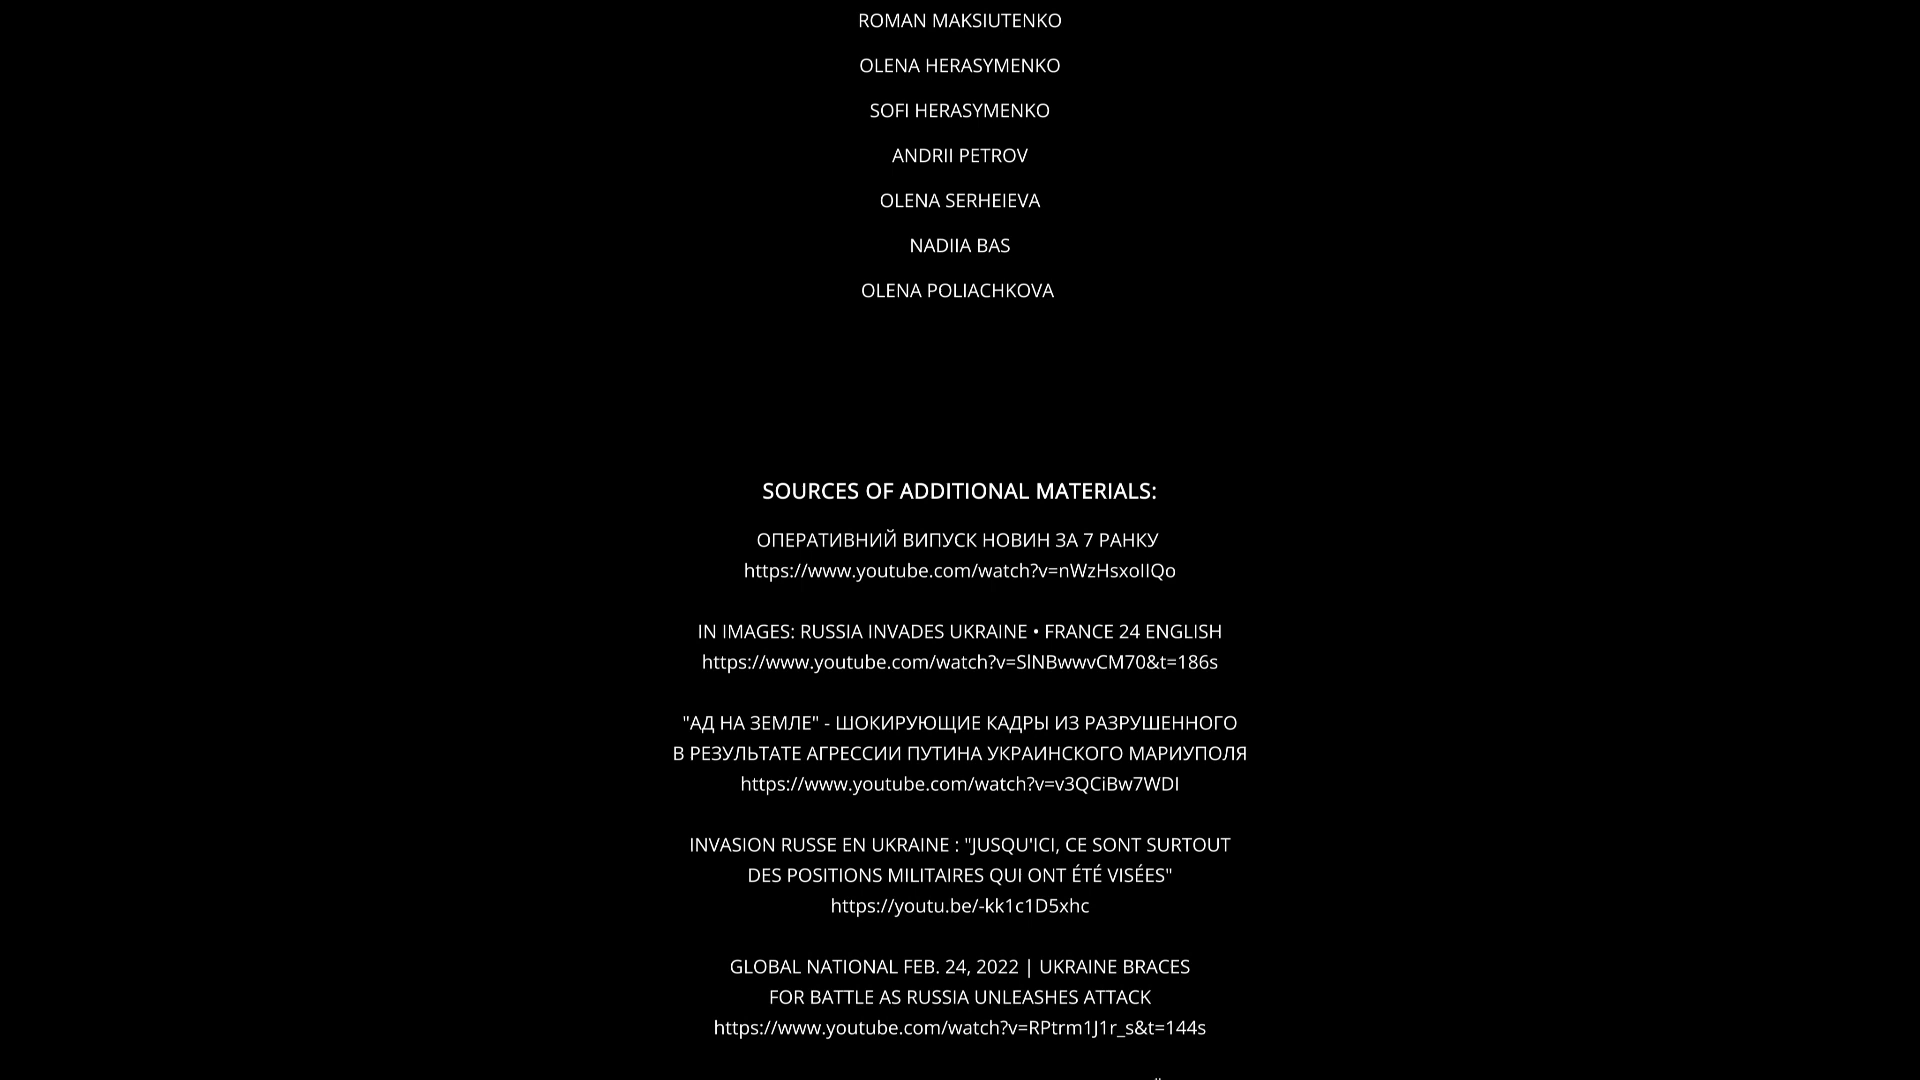 ROMAN MAKSIUTENKO
OLENA HERASYMENKO
SOFI HERASYMENKO
ANDRII PETROV
OLENA SERHEIEVA
NADIIA BAS
OLENA POLIACHKOVA
SOURCES OF ADDITIONAL MATERIALS:
ОПЕРАТИВНИЙ ВИПУСК НОВИН ЗА 7 РАНКУ
https://www.youtube.com/watch?v=nWzHsxoIIQo
IN IMAGES: RUSSIA INVADES UKRAINE • FRANCE 24 ENGLISH
https://www.youtube.com/watch?v=SlNBwwvCM70&t=186s
"АД НА ЗЕМЛЕ" - ШОКИРУЮЩИЕ КАДРЫ ИЗ РАЗРУШЕННОГО
В РЕЗУЛЬТАТЕ АГРЕССИИ ПУТИНА УКРАИНСКОГО МАРИУПОЛЯ
https://www.youtube.com/watch?v=v3QCiBw7WDI
INVASION RUSSE EN UKRAINE : "JUSQU'ICI, CE SONT SURTOUT
DES POSITIONS MILITAIRES QUI ONT ÉTÉ VISÉES"
https://youtu.be/-kk1c1D5xhc
GLOBAL NATIONAL FEB. 24, 2022 | UKRAINE BRACES
FOR BATTLE AS RUSSIA UNLEASHES ATTACK
https://www.youtube.com/watch?v=RPtrm1J1r_s&t=144s